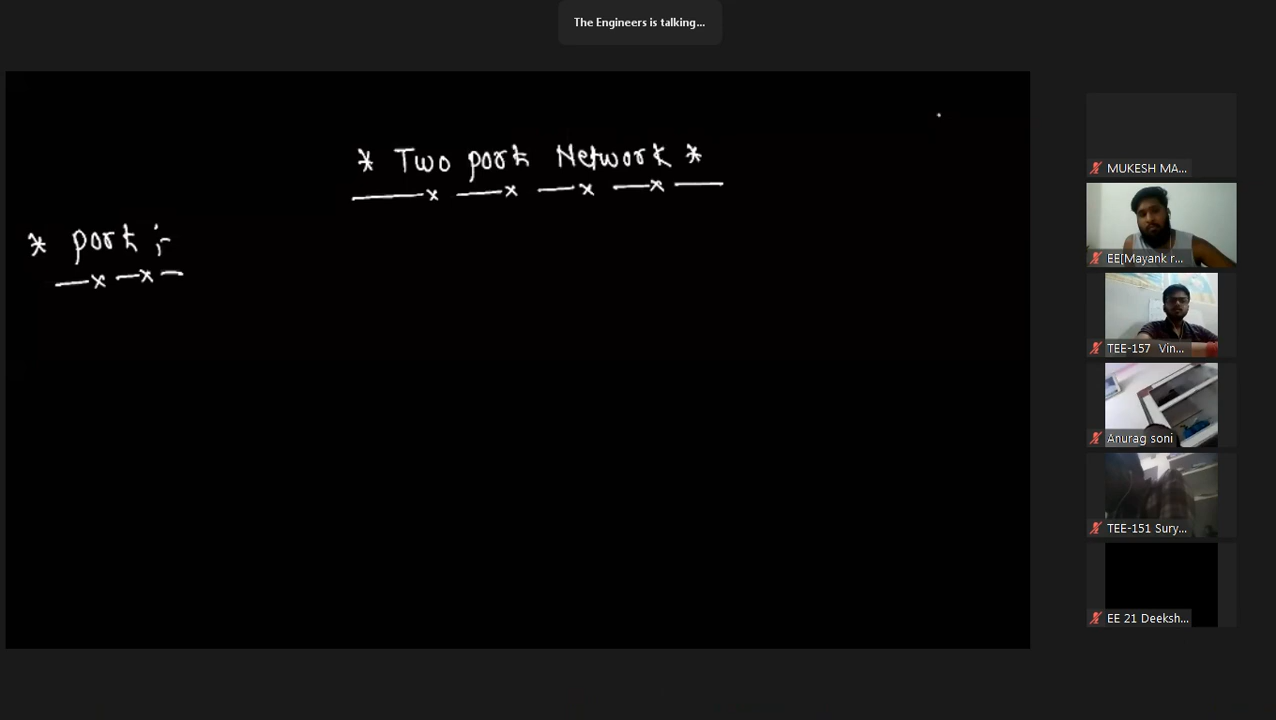 The Engineers is talking...
* Two port Network *
* port :-
MUKESH MA...
EE[Mayank r...
TEE-157 Vin...
Anurag soni
TEE-151 Sury...
EE 21 Deeksh...